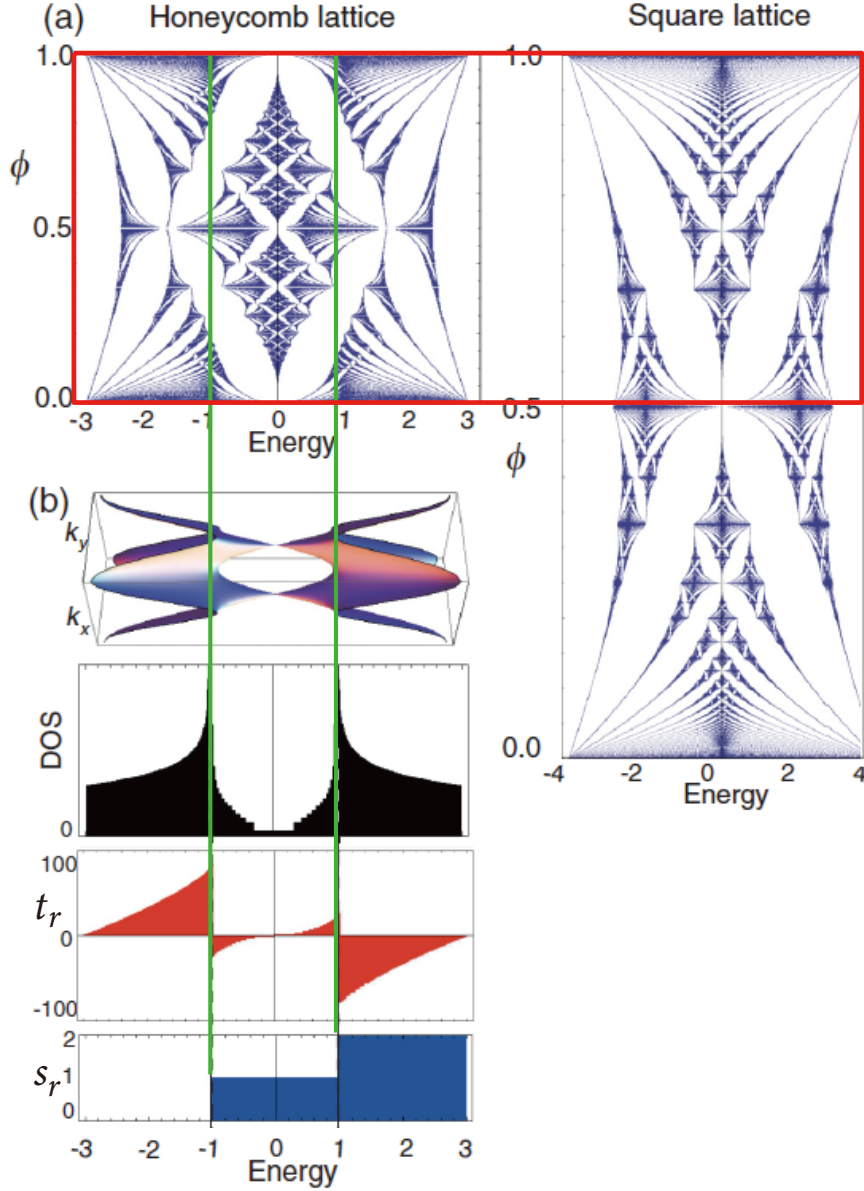 (a) Honeycomb lattice
Square lattice
1.0
1.0
ϕ
0.5
0.0
-3 -2 -1 0 1 2 3
Energy
0.5
ϕ
(b)
k_y
k_x
DOS
0
0.0
-4 -2 0 2 4
Energy
100
t_r
0
-100
2
s_r
1
0
-3 -2 -1 0 1 2 3
Energy